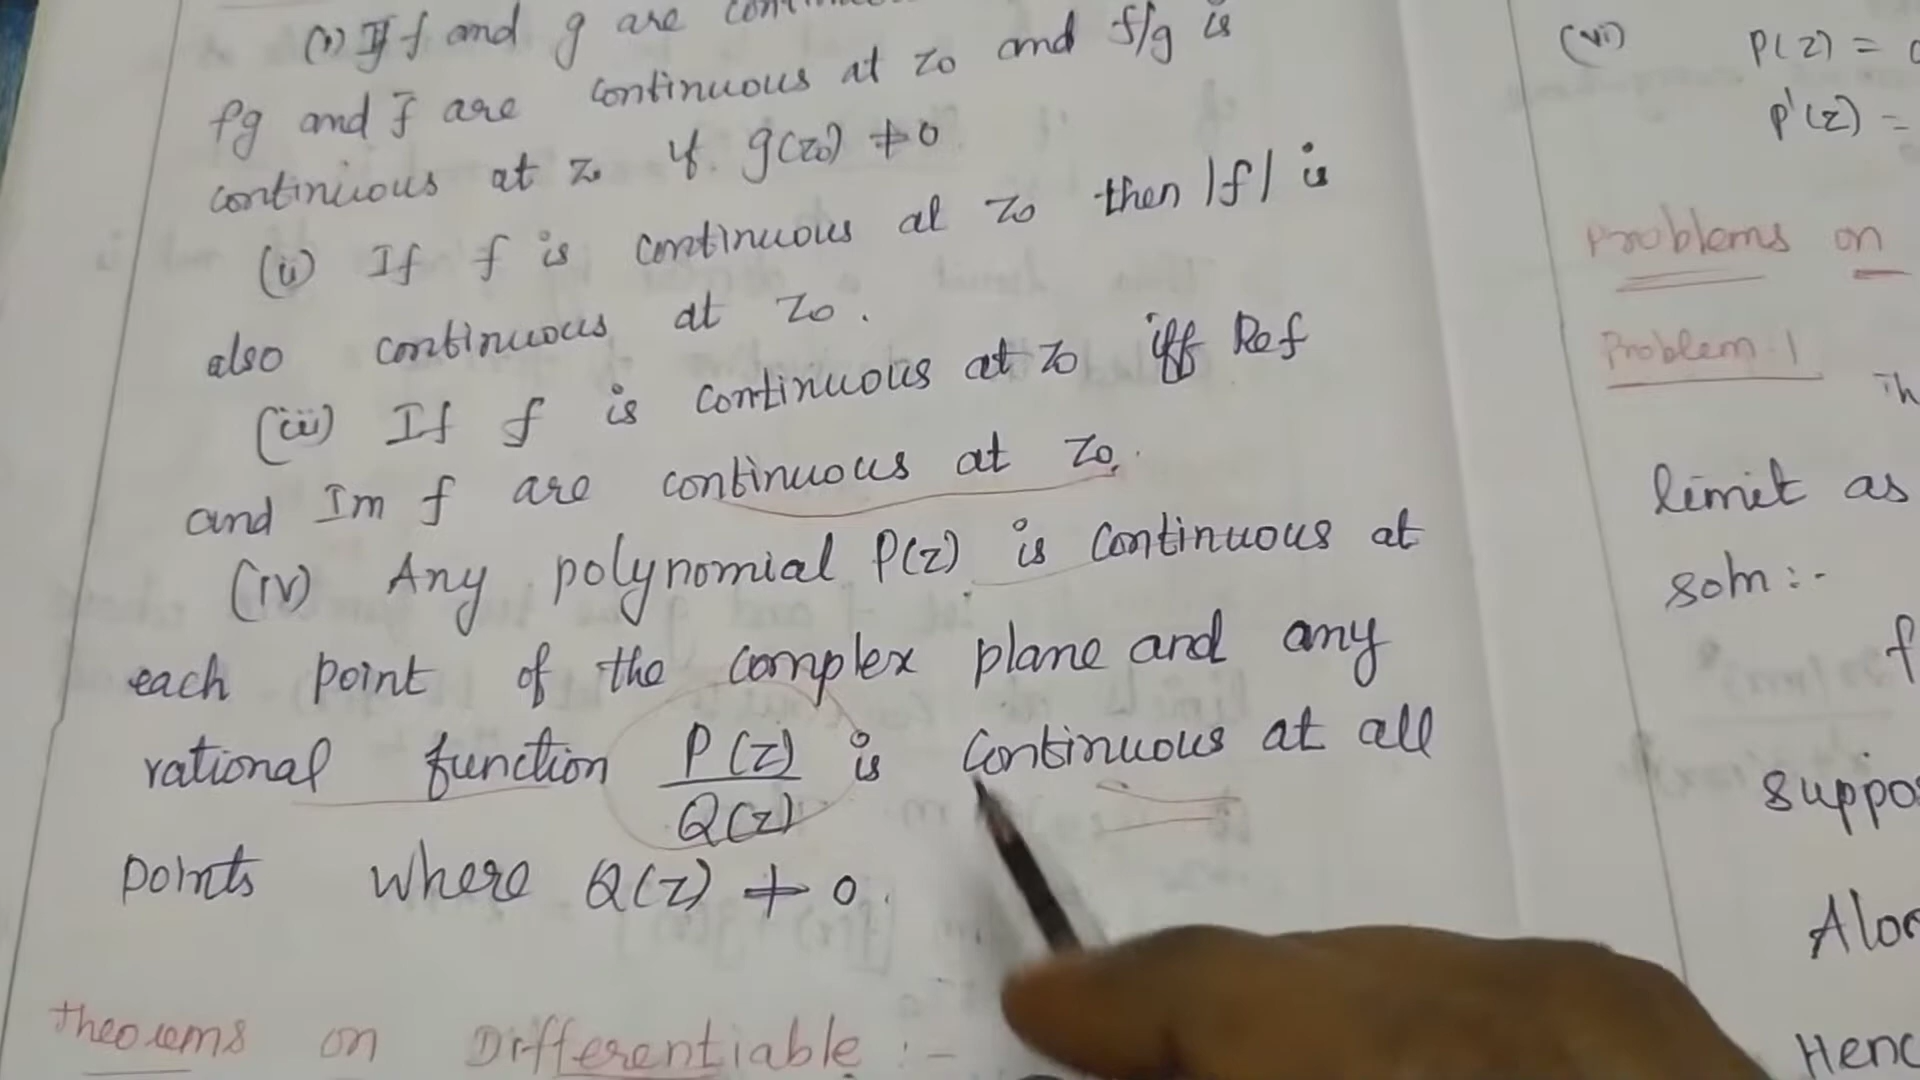 (i) If f and g are
fg and f̄ are continuous at z0 and f/g is
continuous at z0 if g(z0) ≠ 0
(ii) If f is continuous at z0 then |f| is
also continuous at z0.
(iii) If f is continuous at z0 iff Ref
and Im f are continuous at z0.
(iv) Any polynomial P(z) is continuous at
each point of the complex plane and any
rational function P(z)/Q(z) is continuous at all
points where Q(z) ≠ 0.
Theorems on Differentiable :-
(vi) P(z) =
P'(z) =
Problems on
Problem.1
Th
limit as
soln :-
f
suppo
Alon
Henc